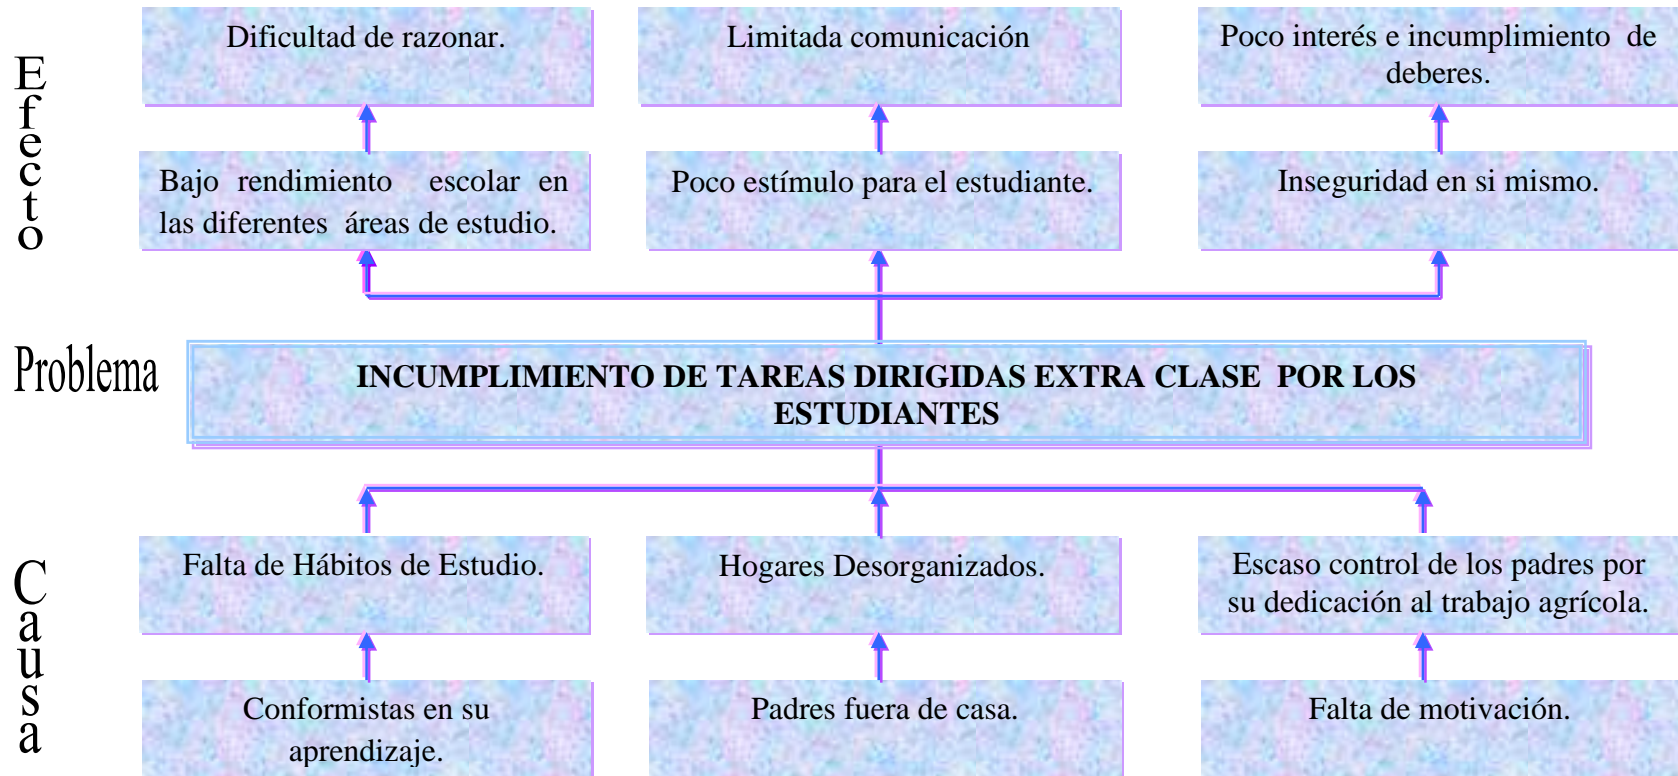 Efecto
Dificultad de razonar.
Limitada comunicación
Poco interés e incumplimiento  de
deberes.
Bajo rendimiento  escolar en
las diferentes  áreas de estudio.
Poco estímulo para el estudiante.
Inseguridad en si mismo.
Problema
INCUMPLIMIENTO DE TAREAS DIRIGIDAS EXTRA CLASE  POR LOS
ESTUDIANTES
Causa
Falta de Hábitos de Estudio.
Hogares Desorganizados.
Escaso control de los padres por
su dedicación al trabajo agrícola.
Conformistas en su
aprendizaje.
Padres fuera de casa.
Falta de motivación.